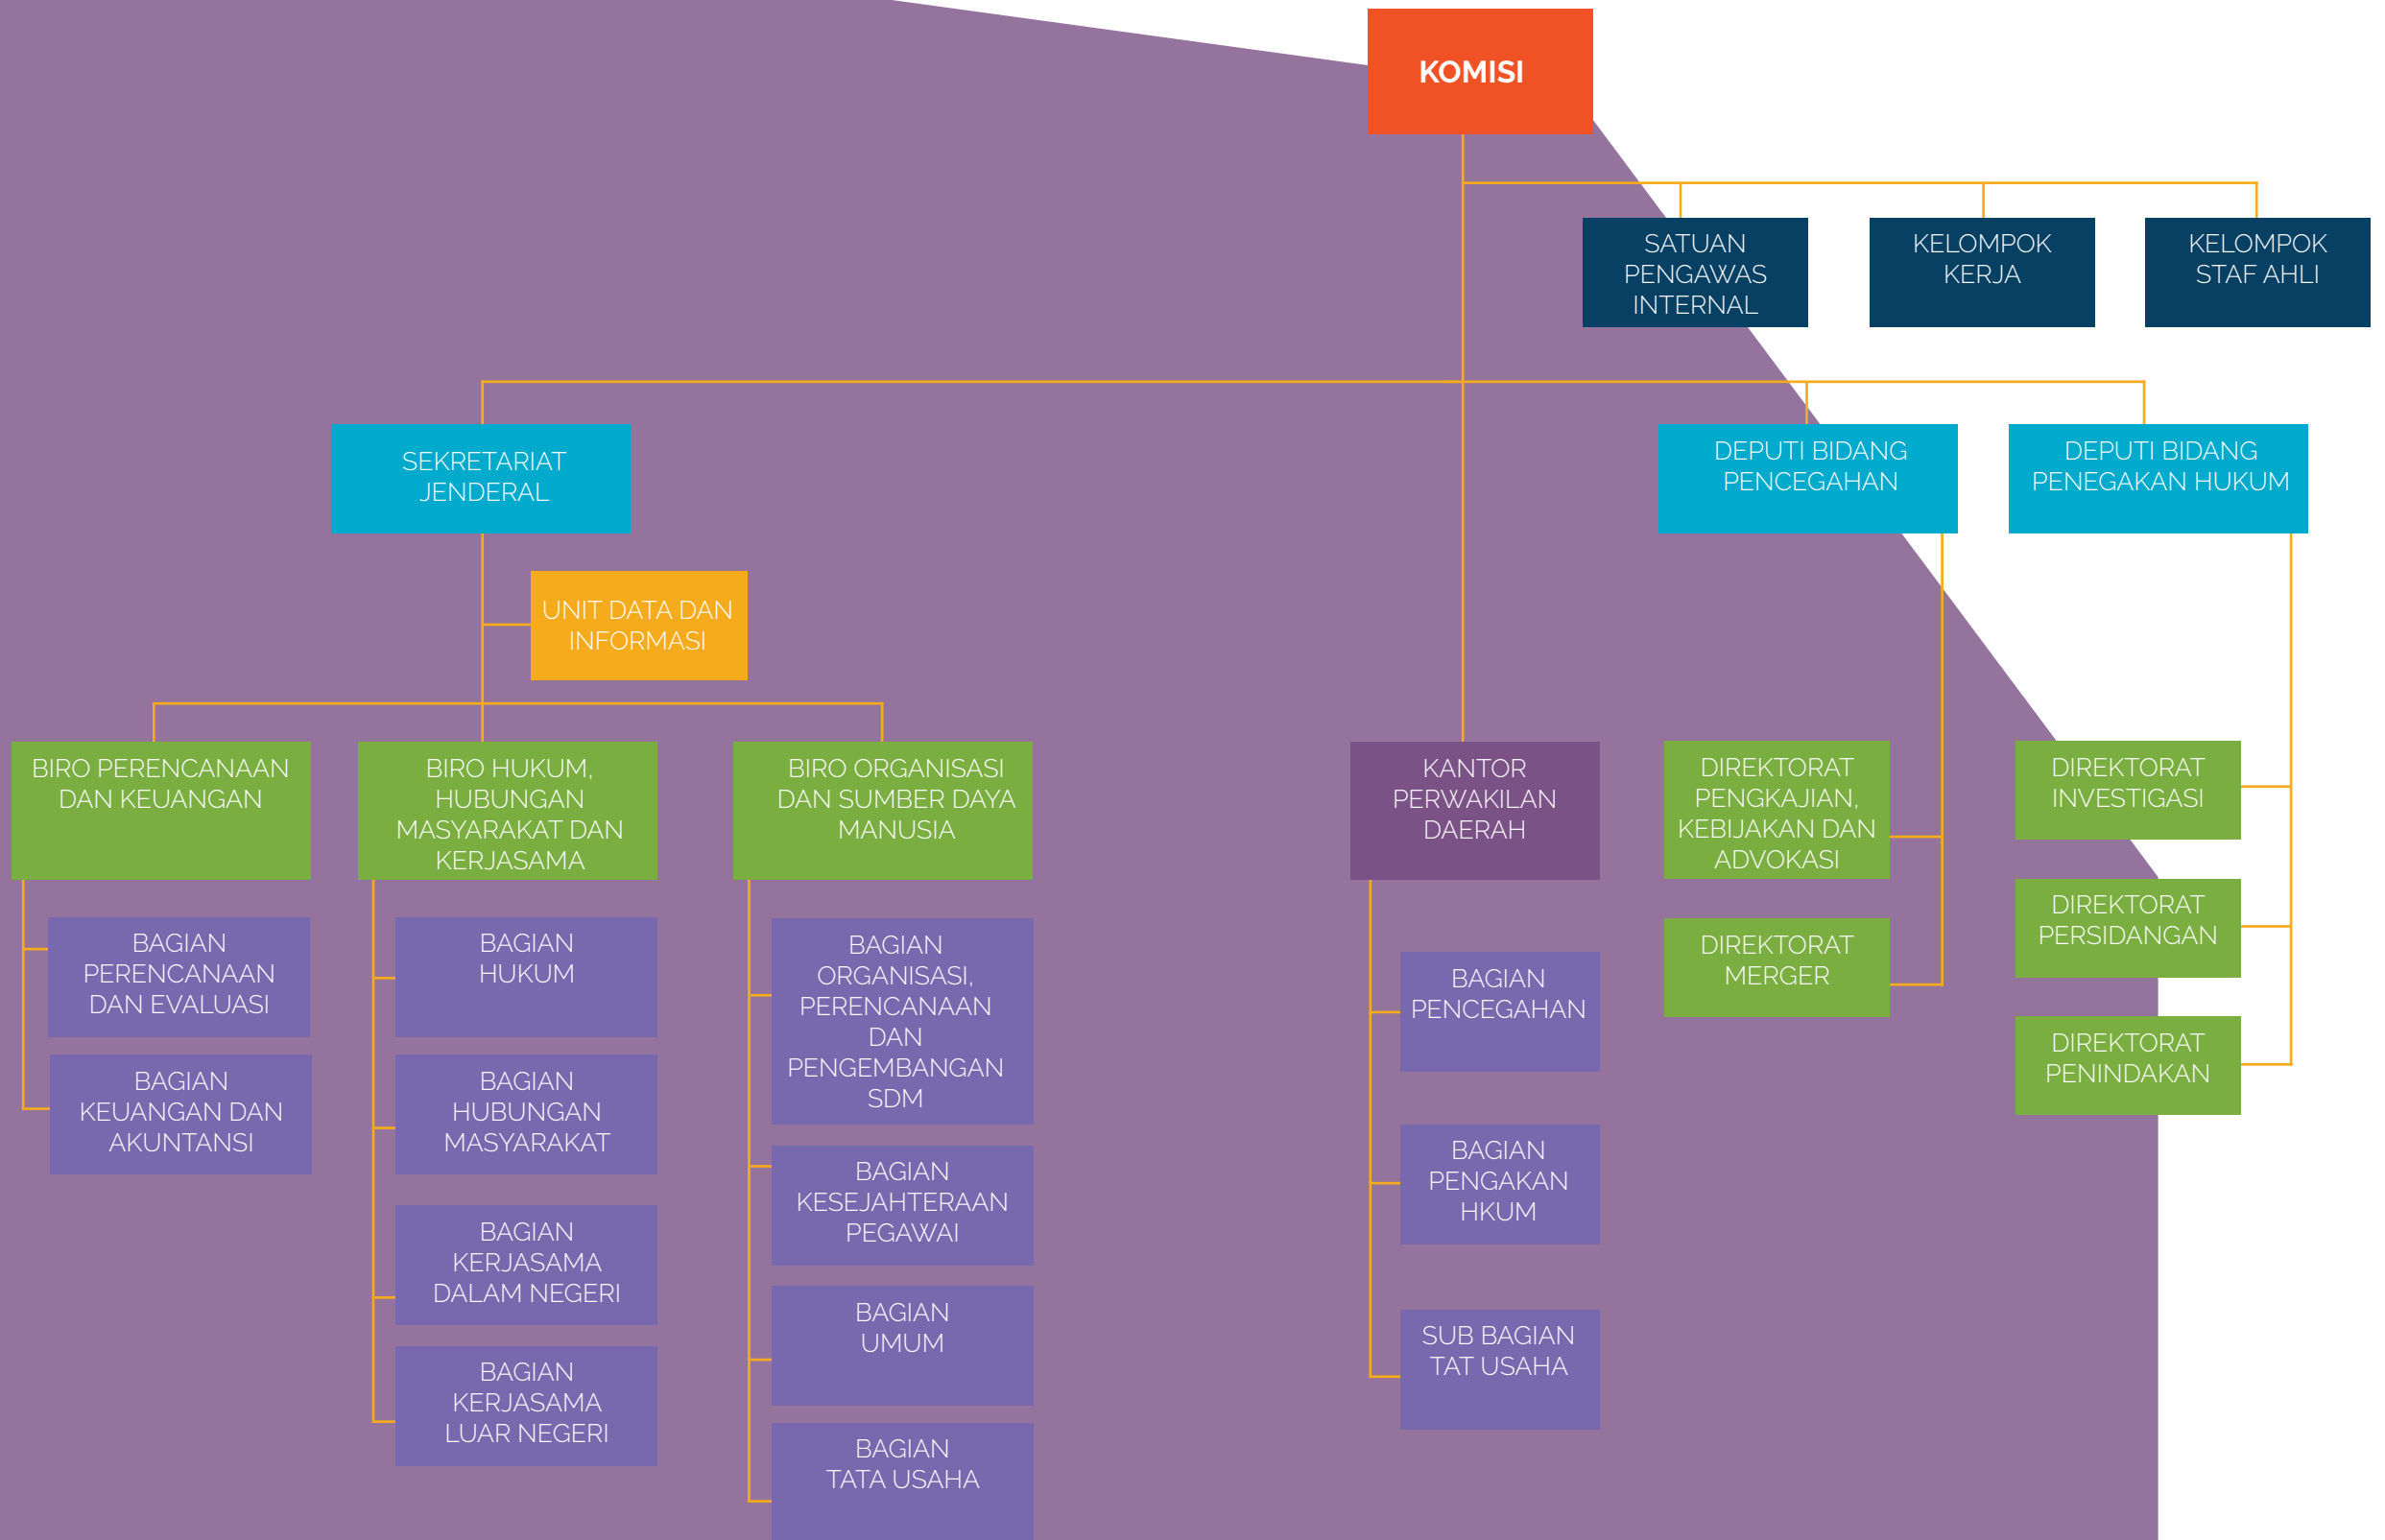 KOMISI
SATUAN
PENGAWAS
INTERNAL
KELOMPOK
KERJA
KELOMPOK
STAF AHLI
SEKRETARIAT
JENDERAL
DEPUTI BIDANG
PENCEGAHAN
DEPUTI BIDANG
PENEGAKAN HUKUM
UNIT DATA DAN
INFORMASI
BIRO PERENCANAAN
DAN KEUANGAN
BAGIAN
PERENCANAAN
DAN EVALUASI
BAGIAN
KEUANGAN DAN
AKUNTANSI
BIRO HUKUM,
HUBUNGAN
MASYARAKAT DAN
KERJASAMA
BAGIAN
HUKUM
BAGIAN
HUBUNGAN
MASYARAKAT
BAGIAN
KERJASAMA
DALAM NEGERI
BAGIAN
KERJASAMA
LUAR NEGERI
BIRO ORGANISASI
DAN SUMBER DAYA
MANUSIA
BAGIAN
ORGANISASI,
PERENCANAAN
DAN
PENGEMBANGAN
SDM
BAGIAN
KESEJAHTERAAN
PEGAWAI
BAGIAN
UMUM
BAGIAN
TATA USAHA
KANTOR
PERWAKILAN
DAERAH
BAGIAN
PENCEGAHAN
BAGIAN
PENGAKAN
HKUM
SUB BAGIAN
TAT USAHA
DIREKTORAT
PENGKAJIAN,
KEBIJAKAN DAN
ADVOKASI
DIREKTORAT
MERGER
DIREKTORAT
INVESTIGASI
DIREKTORAT
PERSIDANGAN
DIREKTORAT
PENINDAKAN